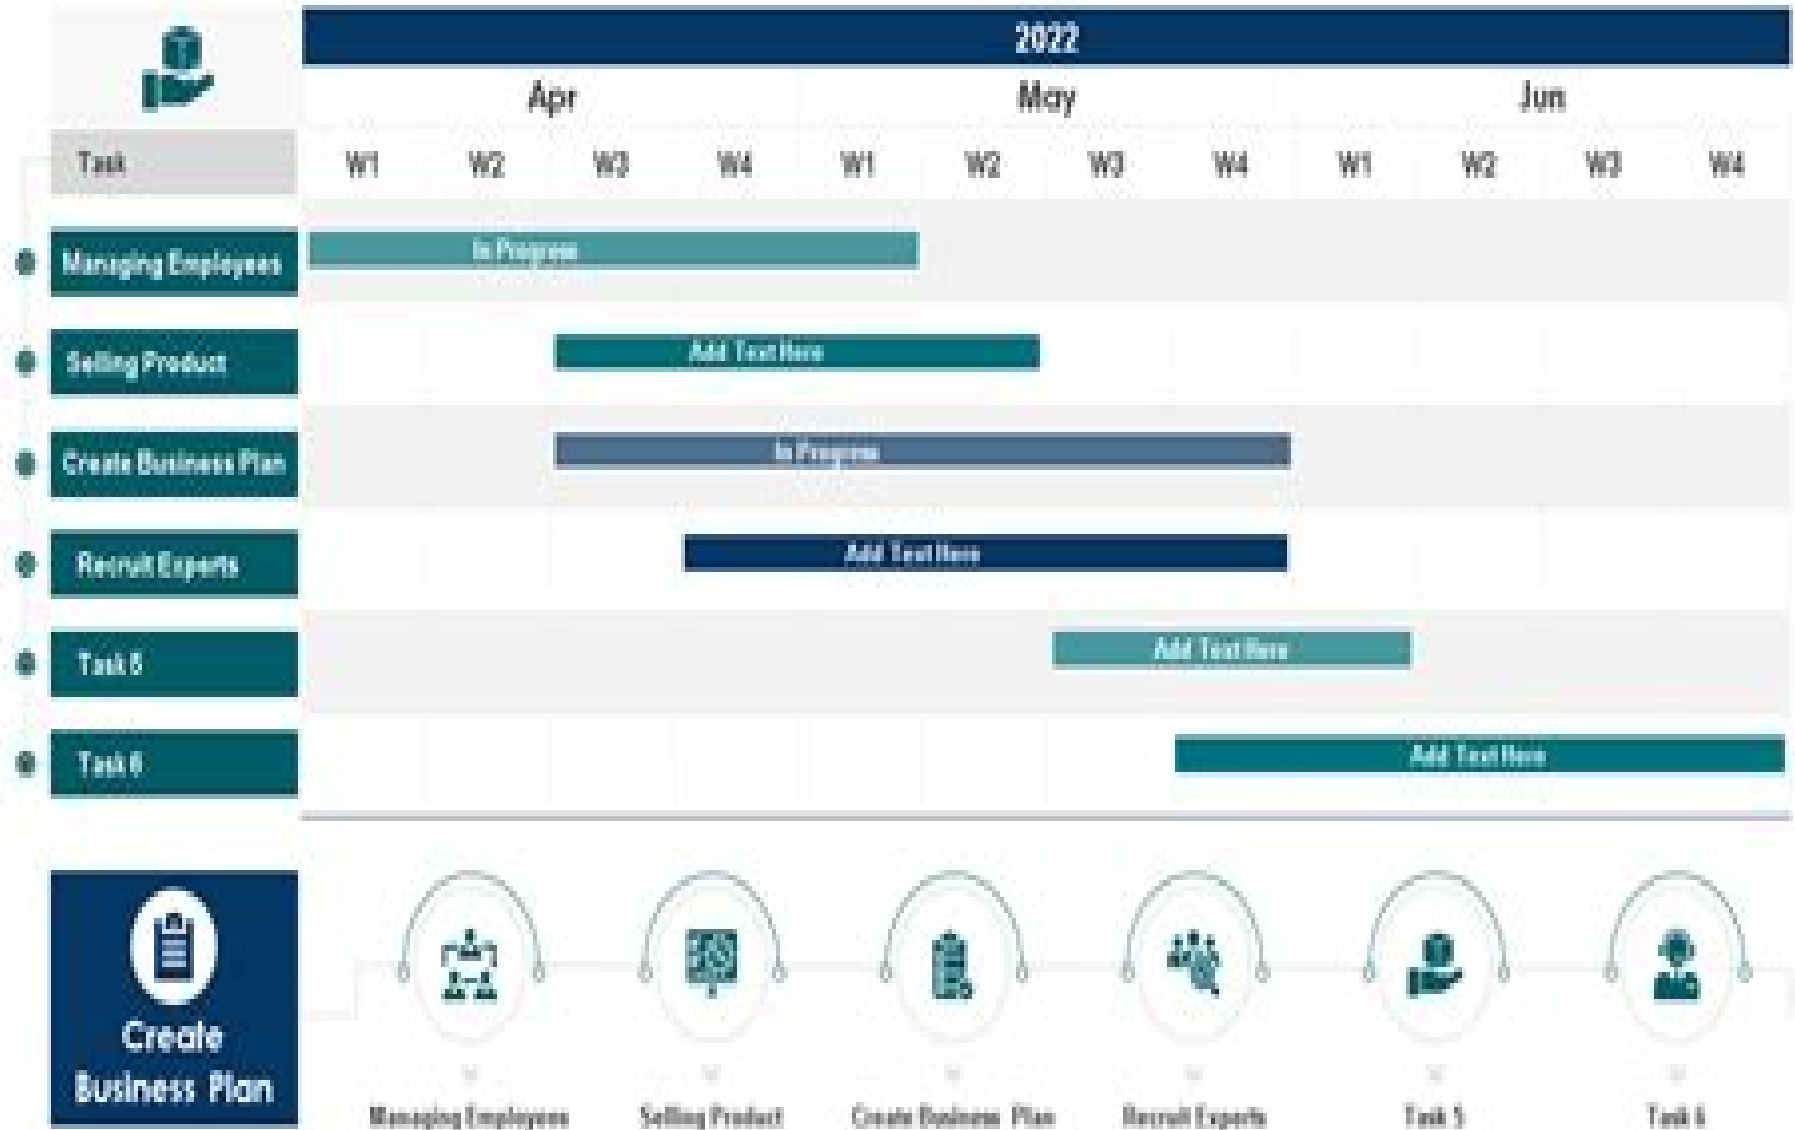 2022
Apr May Jun
Task W1 W2 W3 W4 W1 W2 W3 W4 W1 W2 W3 W4
Managing Employees In Progress
Selling Product Add Text Here
Create Business Plan In Progress
Recruit Experts Add Text Here
Task 5 Add Text Here
Task 6 Add Text Here
Create
Business Plan
Managing Employees Selling Product Create Business Plan Recruit Experts Task 5 Task 6